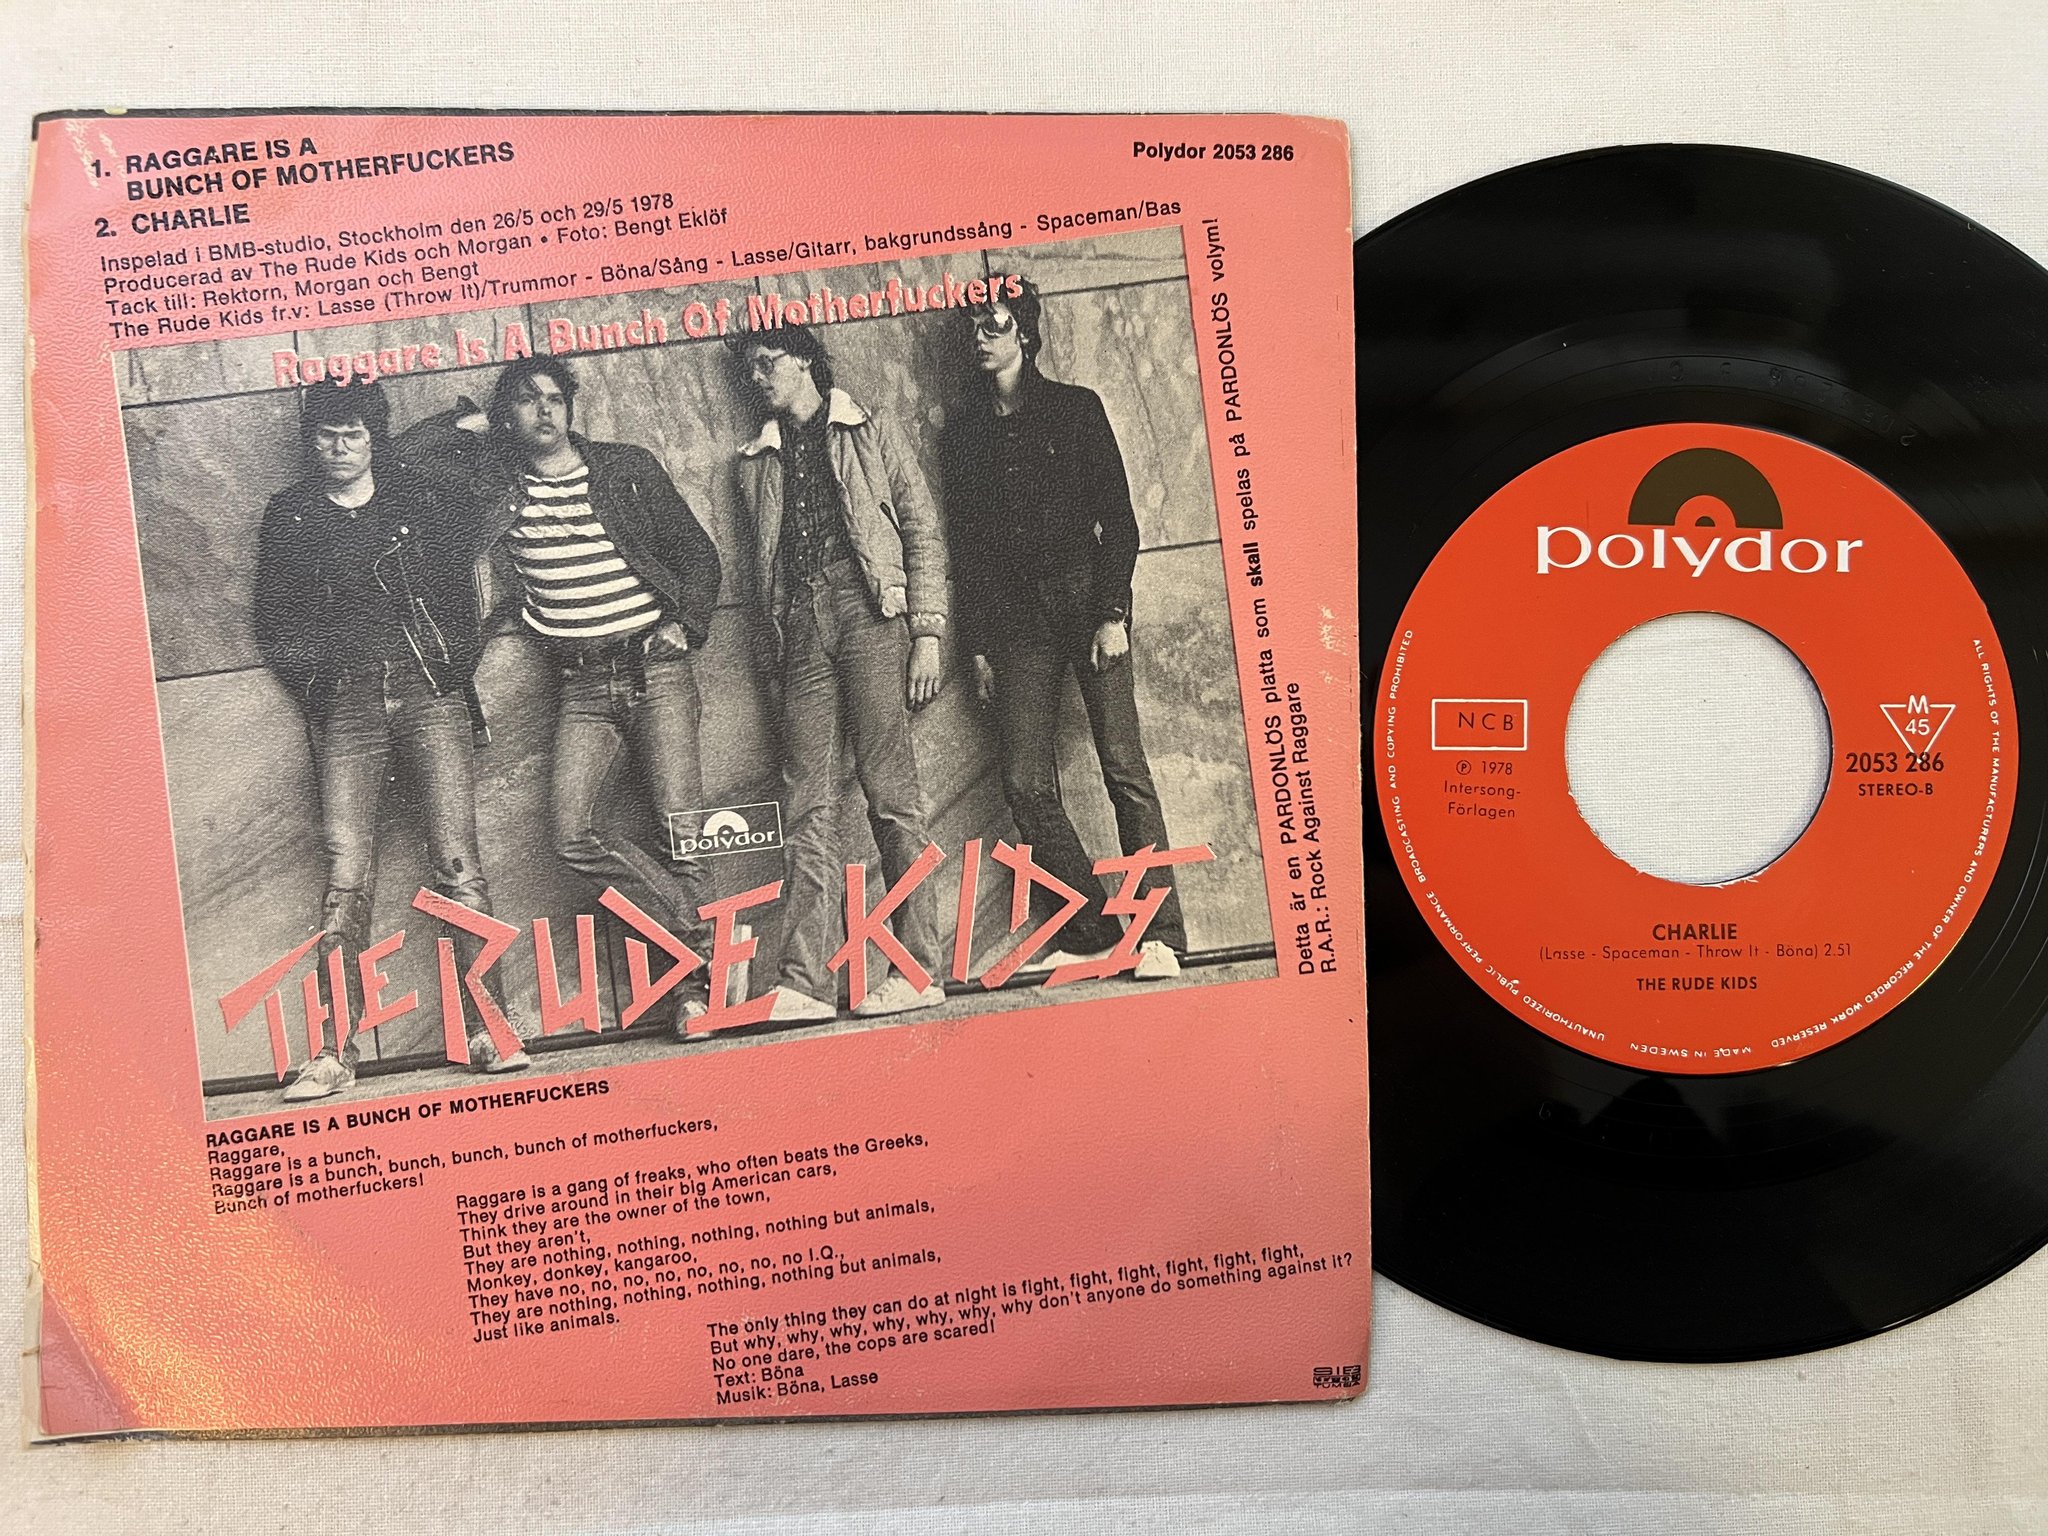 1. RAGGARE IS A
BUNCH OF MOTHERFUCKERS
2. CHARLIE
Polydor 2053 286
Inspelad i BMB-studio, Stockholm den 26/5 och 29/5 1978
Producerad av The Rude Kids och Morgan • Foto: Bengt Eklöf
Tack till: Rektorn, Morgan och Bengt
The Rude Kids fr.v: Lasse (Throw It)/Trummor - Böna/Sång - Lasse/Gitarr, bakgrundssång - Spaceman/Bas
Raggare Is A Bunch Of Motherfuckers
polydor
THE RUDE KIDS
Detta är en PARDONLÖS platta som skall spelas på PARDONLÖS volym!
R.A.R.: Rock Against Raggare
RAGGARE IS A BUNCH OF MOTHERFUCKERS
Raggare,
Raggare is a bunch,
Raggare is a bunch, bunch, bunch, bunch of motherfuckers,
Bunch of motherfuckers!
Raggare is a gang of freaks, who often beats the Greeks,
They drive around in their big American cars,
Think they are the owner of the town,
But they aren't,
They are nothing, nothing, nothing, nothing but animals,
Monkey, donkey, kangaroo,
They have no, no, no, no, no, no, no, no I.Q.,
They are nothing, nothing, nothing, nothing but animals,
Just like animals.
The only thing they can do at night is fight, fight, fight, fight, fight, fight,
But why, why, why, why, why, why, why don't anyone do something against it?
No one dare, the cops are scared!
Text: Böna
Musik: Böna, Lasse
TUMBA
polydor
NCB
℗ 1978
Intersong-
Förlagen
M
45
2053 286
STEREO-B
CHARLIE
(Lasse - Spaceman - Throw It - Böna) 2.51
THE RUDE KIDS
ALL RIGHTS OF THE MANUFACTURERS AND OWNER OF THE RECORDED WORK RESERVED
MADE IN SWEDEN
UNAUTHORIZED PUBLIC PERFORMANCE BROADCASTING AND COPYING PROHIBITED